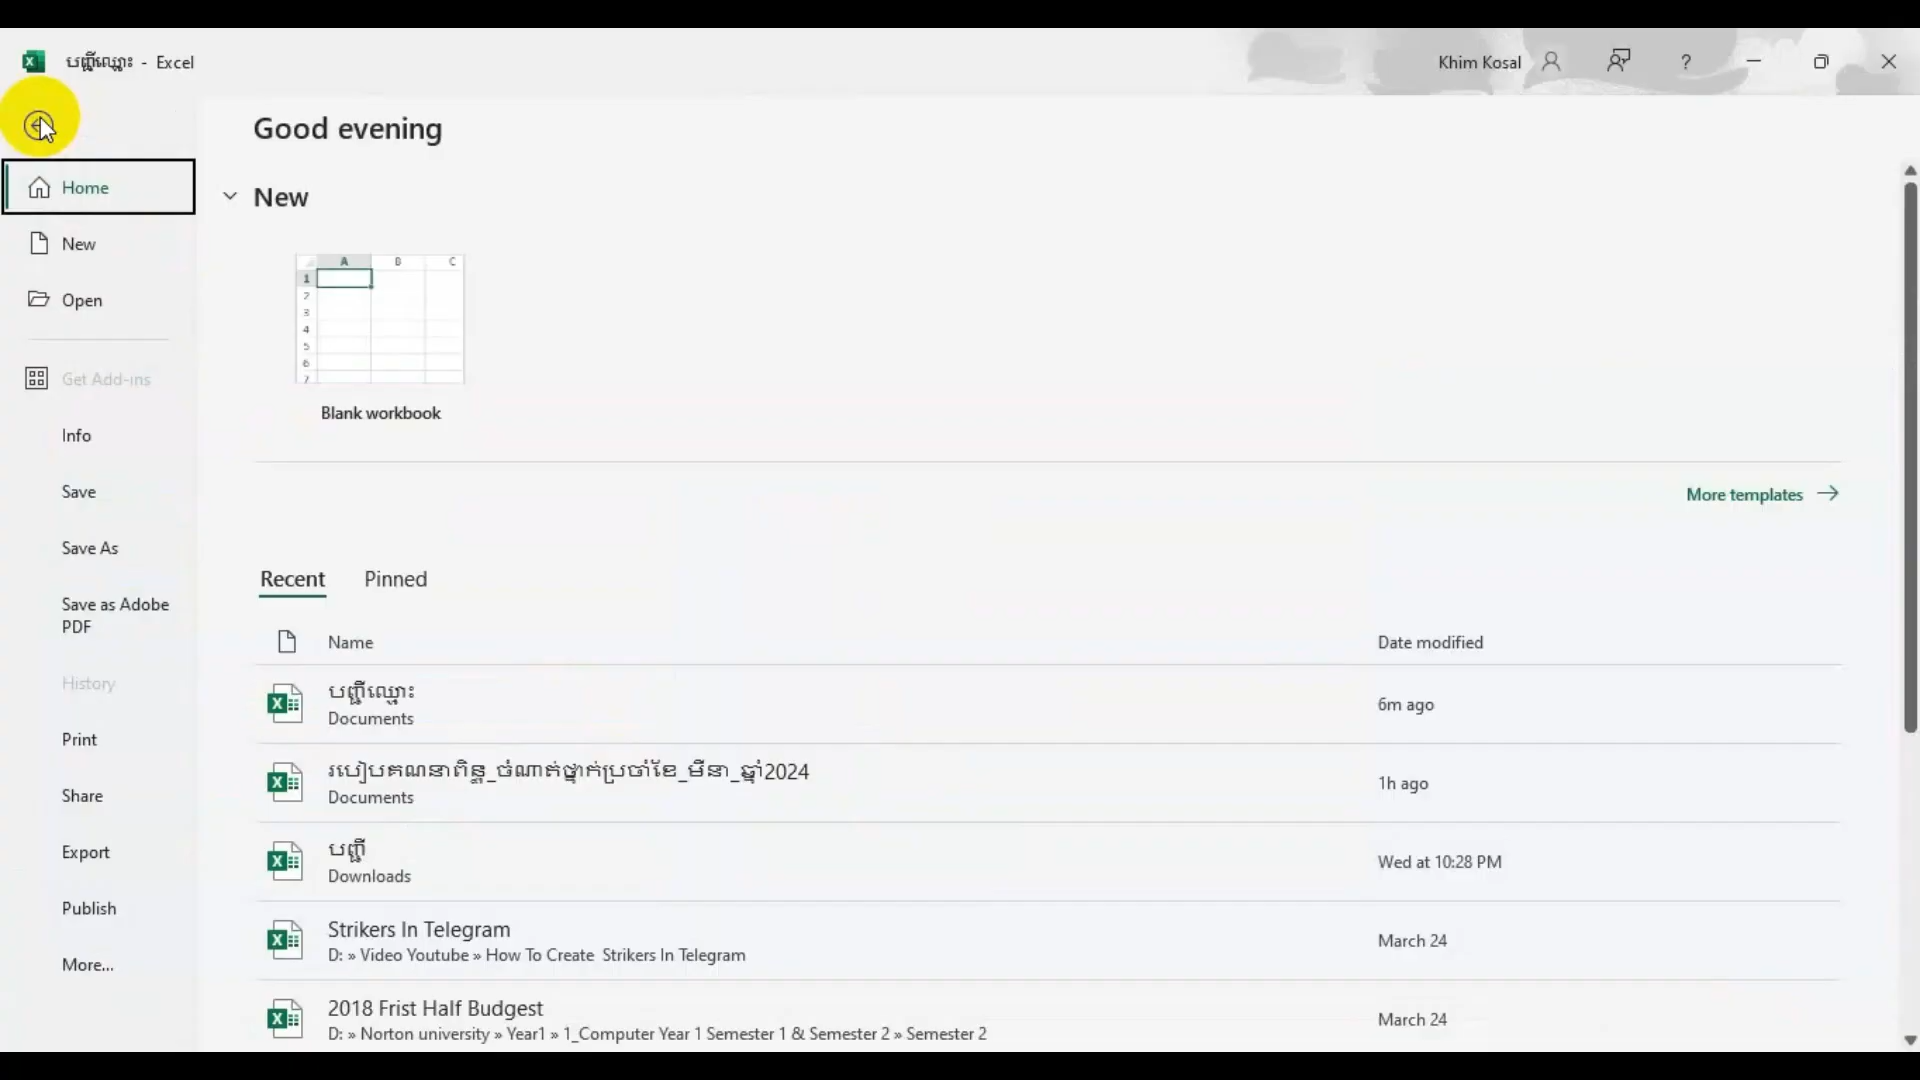 បញ្ជីឈ្មោះ - Excel
Khim Kosal
?
Good evening
Home
New
New
A B C
1
2
3
4
5
6
7
Open
Get Add-ins
Blank workbook
Info
Save
More templates
Save As
Recent Pinned
Save as Adobe
PDF
Name Date modified
History
បញ្ជីឈ្មោះ
Documents
6m ago
Print
របៀបគណនាពិន្ទុ_ចំណាត់ថ្នាក់ប្រចាំខែ_មីនា_ឆ្នាំ2024
Documents
1h ago
Share
បញ្ជី
Downloads
Wed at 10:28 PM
Export
Publish
Strikers In Telegram
D: » Video Youtube » How To Create Strikers In Telegram
March 24
More...
2018 Frist Half Budgest
D: » Norton university » Year1 » 1_Computer Year 1 Semester 1 & Semester 2 » Semester 2
March 24